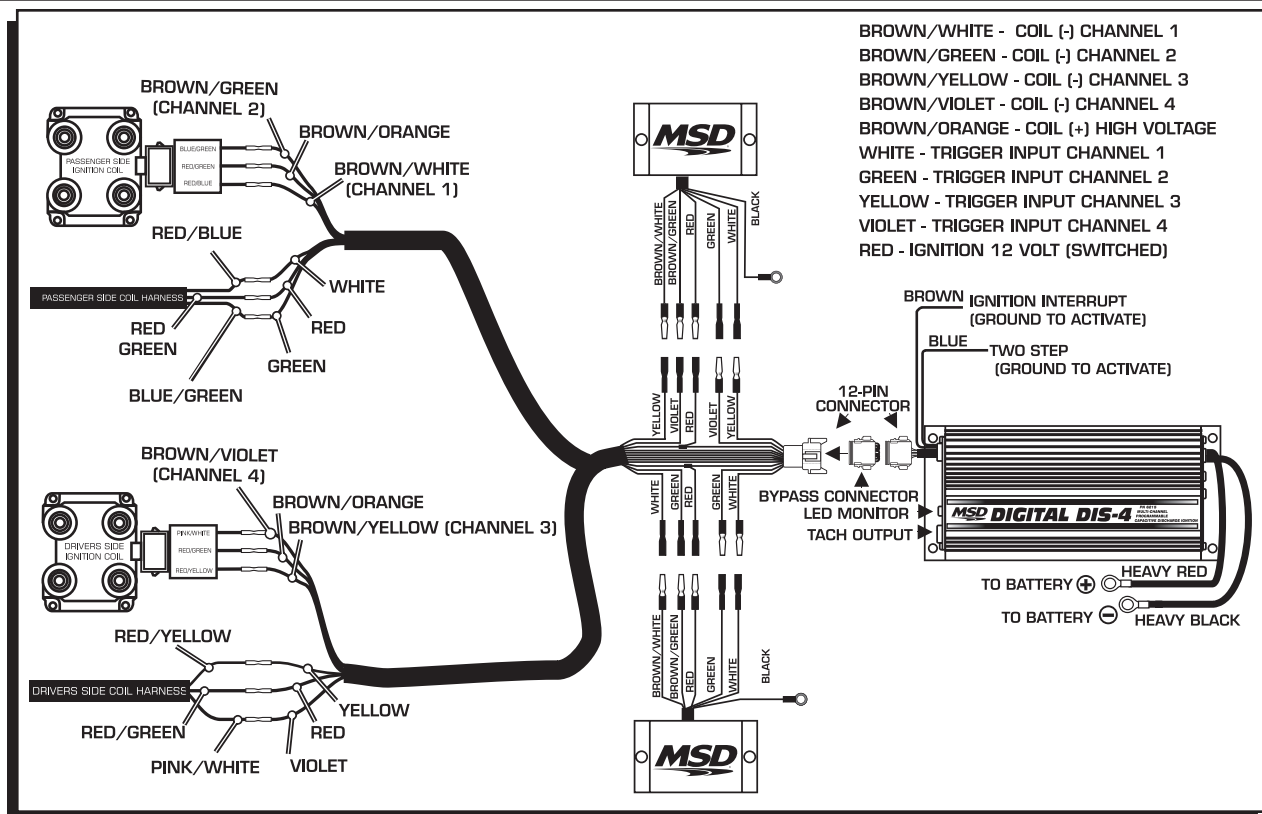 BROWN/WHITE - COIL (-) CHANNEL 1
BROWN/GREEN - COIL (-) CHANNEL 2
BROWN/YELLOW - COIL (-) CHANNEL 3
BROWN/VIOLET - COIL (-) CHANNEL 4
BROWN/ORANGE - COIL (+) HIGH VOLTAGE
WHITE - TRIGGER INPUT CHANNEL 1
GREEN - TRIGGER INPUT CHANNEL 2
YELLOW - TRIGGER INPUT CHANNEL 3
VIOLET - TRIGGER INPUT CHANNEL 4
RED - IGNITION 12 VOLT (SWITCHED)
BROWN/GREEN
(CHANNEL 2)
BROWN/ORANGE
BROWN/WHITE
(CHANNEL 1)
PASSENGER SIDE
IGNITION COIL
BLUE/GREEN
RED/GREEN
RED/BLUE
RED/BLUE
WHITE
PASSENGER SIDE COIL HARNESS
RED
GREEN
RED
BLUE/GREEN
GREEN
BROWN/VIOLET
(CHANNEL 4)
BROWN/ORANGE
BROWN/YELLOW (CHANNEL 3)
DRIVERS SIDE
IGNITION COIL
PINK/WHITE
RED/GREEN
RED/YELLOW
RED/YELLOW
YELLOW
DRIVERS SIDE COIL HARNESS
RED/GREEN
RED
PINK/WHITE
VIOLET
MSD
BROWN/WHITE
BROWN/GREEN
RED
GREEN
WHITE
BLACK
YELLOW
VIOLET
RED
VIOLET
YELLOW
WHITE
GREEN
RED
GREEN
WHITE
BROWN/WHITE
BROWN/GREEN
RED
GREEN
WHITE
BLACK
MSD
BROWN
IGNITION INTERRUPT
(GROUND TO ACTIVATE)
BLUE
TWO STEP
(GROUND TO ACTIVATE)
12-PIN
CONNECTOR
BYPASS CONNECTOR
LED MONITOR
TACH OUTPUT
MSD DIGITAL DIS-4
MULTI-CHANNEL
PROGRAMMABLE
CAPACITIVE DISCHARGE IGNITION
TO BATTERY +
HEAVY RED
TO BATTERY -
HEAVY BLACK